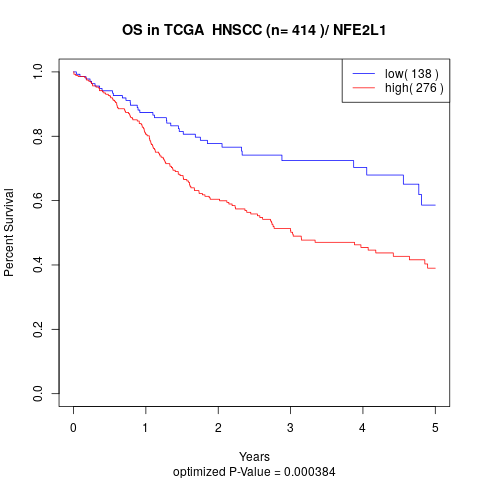 OS in TCGA HNSCC (n= 414 )/ NFE2L1
low( 138 )
high( 276 )
Percent Survival
1.0
0.8
0.6
0.4
0.2
0.0
0 1 2 3 4 5
Years
optimized P-Value = 0.000384